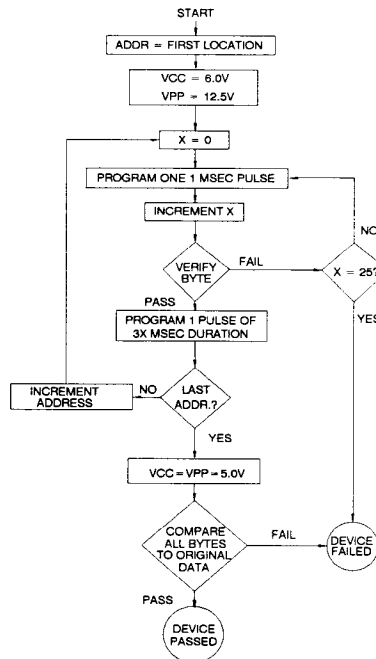 START
ADDR = FIRST LOCATION
VCC = 6.0V
VPP = 12.5V
X = 0
PROGRAM ONE 1 MSEC PULSE
INCREMENT X
NO
VERIFY
BYTE
FAIL
X = 25?
PASS
YES
PROGRAM 1 PULSE OF
3X MSEC DURATION
INCREMENT
ADDRESS
NO
LAST
ADDR.?
YES
VCC = VPP = 5.0V
COMPARE
ALL BYTES
TO ORIGINAL
DATA
FAIL
DEVICE
FAILED
PASS
DEVICE
PASSED